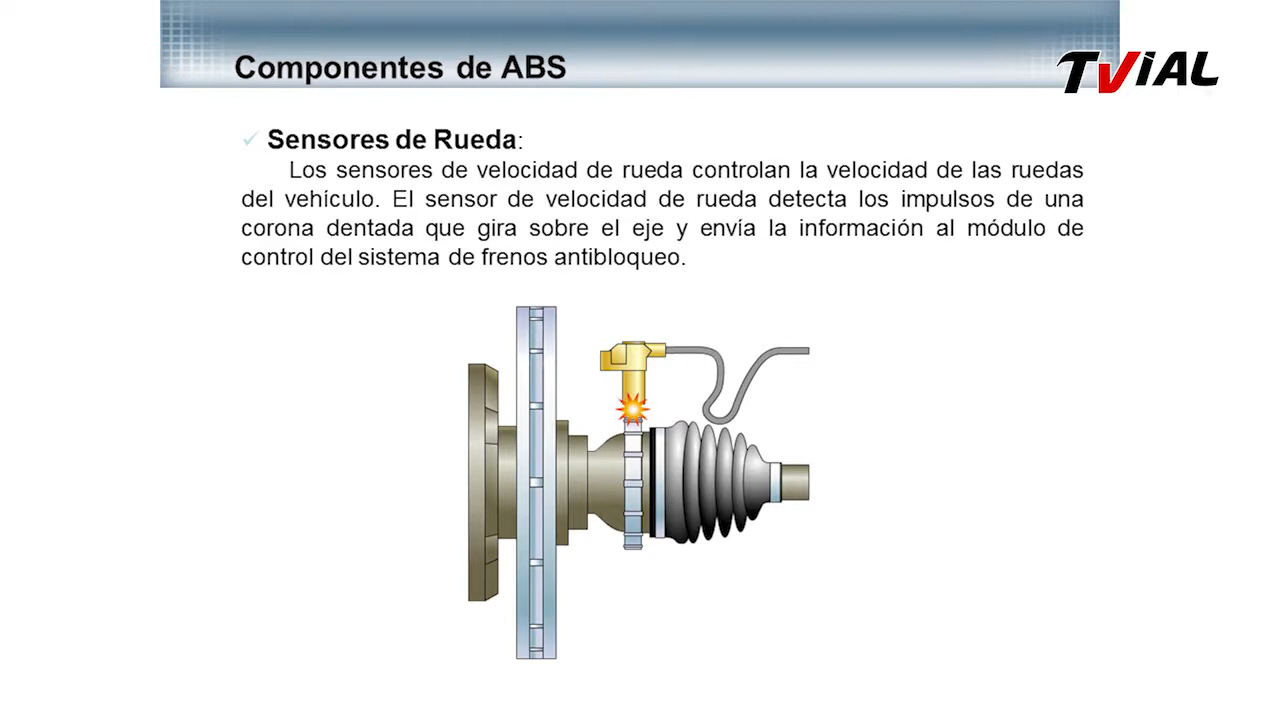 Componentes de ABS
TViAL
✓ Sensores de Rueda:
Los sensores de velocidad de rueda controlan la velocidad de las ruedas
del vehículo. El sensor de velocidad de rueda detecta los impulsos de una
corona dentada que gira sobre el eje y envía la información al módulo de
control del sistema de frenos antibloqueo.